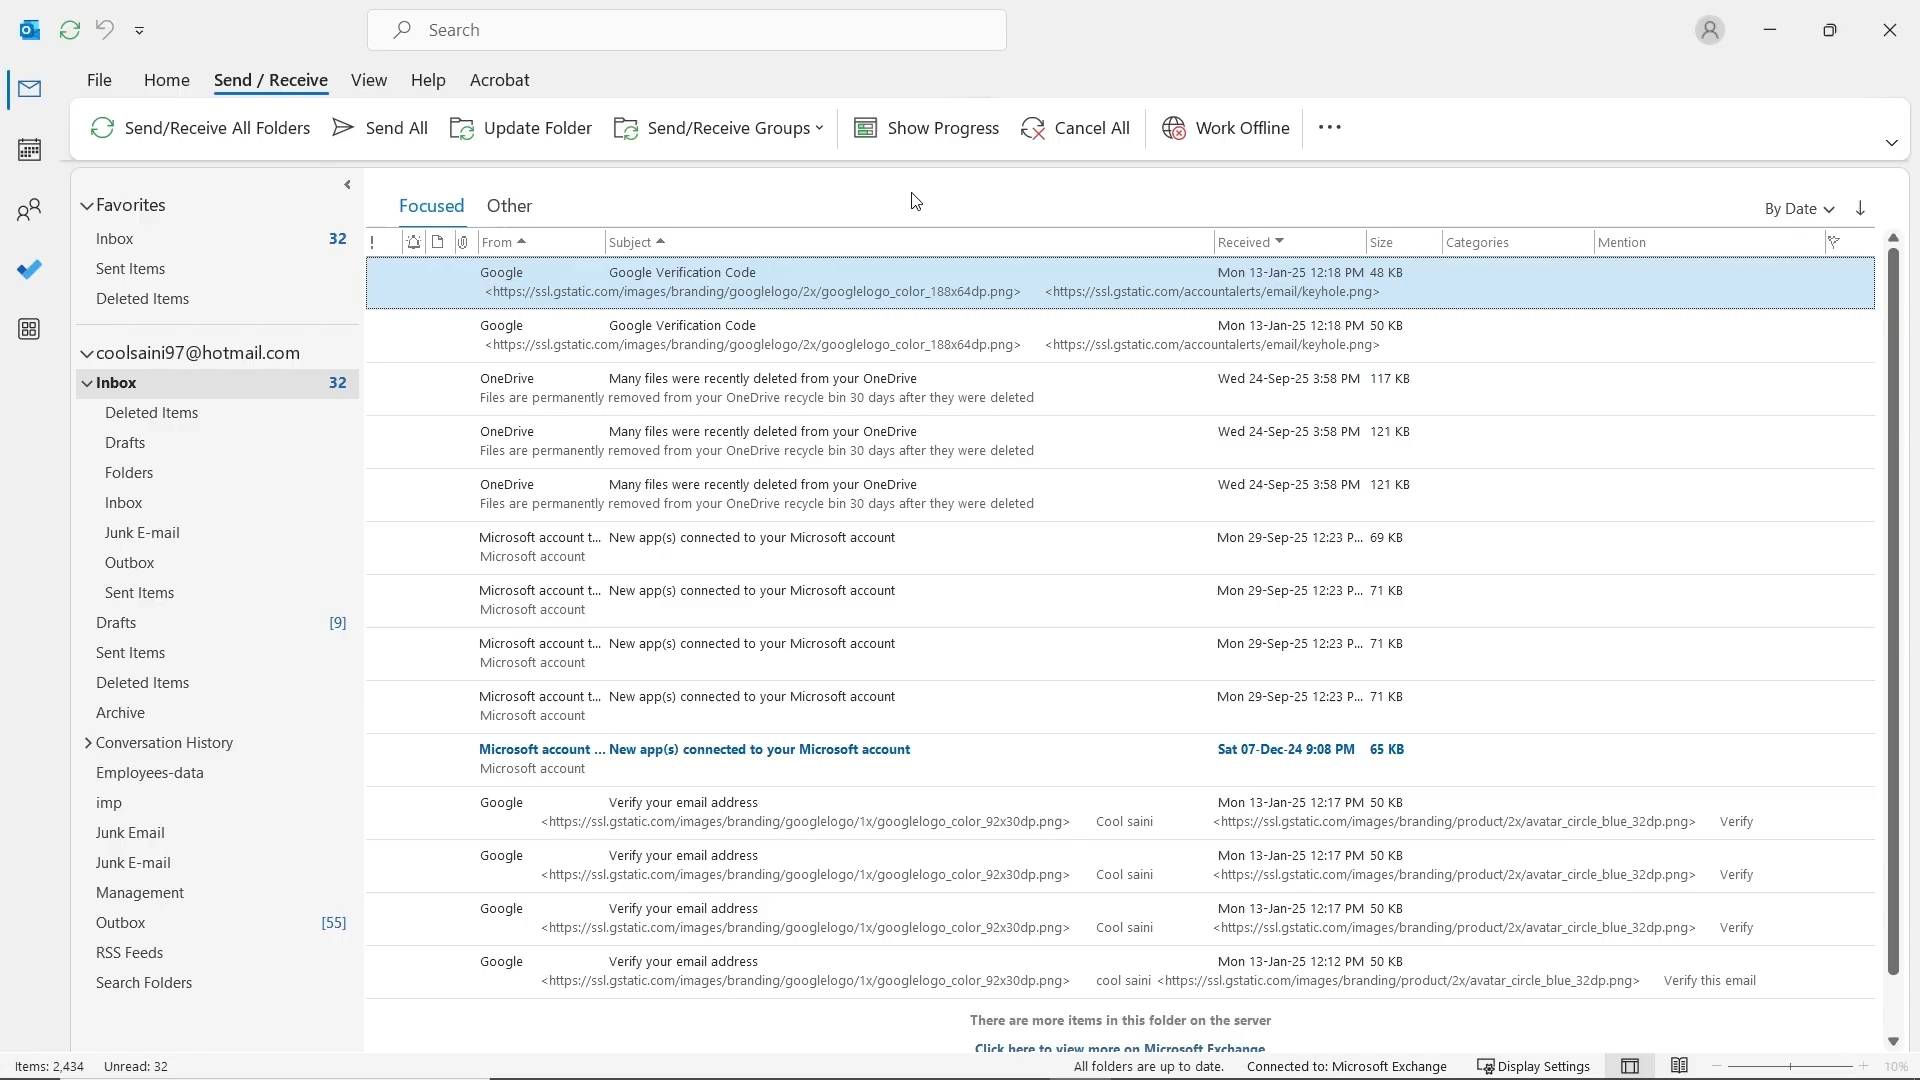 Search
File Home Send / Receive View Help Acrobat
Send/Receive All Folders Send All Update Folder Send/Receive Groups Show Progress Cancel All Work Offline ...
Favorites
Inbox 32
Sent Items
Deleted Items
coolsaini97@hotmail.com
Inbox 32
Deleted Items
Drafts
Folders
Inbox
Junk E-mail
Outbox
Sent Items
Drafts [9]
Sent Items
Deleted Items
Archive
Conversation History
Employees-data
imp
Junk Email
Junk E-mail
Management
Outbox [55]
RSS Feeds
Search Folders
Focused Other By Date
! From Subject Received Size Categories Mention
Google Google Verification Code Mon 13-Jan-25 12:18 PM 48 KB
<https://ssl.gstatic.com/images/branding/googlelogo/2x/googlelogo_color_188x64dp.png> <https://ssl.gstatic.com/accountalerts/email/keyhole.png>
Google Google Verification Code Mon 13-Jan-25 12:18 PM 50 KB
<https://ssl.gstatic.com/images/branding/googlelogo/2x/googlelogo_color_188x64dp.png> <https://ssl.gstatic.com/accountalerts/email/keyhole.png>
OneDrive Many files were recently deleted from your OneDrive Wed 24-Sep-25 3:58 PM 117 KB
Files are permanently removed from your OneDrive recycle bin 30 days after they were deleted
OneDrive Many files were recently deleted from your OneDrive Wed 24-Sep-25 3:58 PM 121 KB
Files are permanently removed from your OneDrive recycle bin 30 days after they were deleted
OneDrive Many files were recently deleted from your OneDrive Wed 24-Sep-25 3:58 PM 121 KB
Files are permanently removed from your OneDrive recycle bin 30 days after they were deleted
Microsoft account t... New app(s) connected to your Microsoft account Mon 29-Sep-25 12:23 P... 69 KB
Microsoft account
Microsoft account t... New app(s) connected to your Microsoft account Mon 29-Sep-25 12:23 P... 71 KB
Microsoft account
Microsoft account t... New app(s) connected to your Microsoft account Mon 29-Sep-25 12:23 P... 71 KB
Microsoft account
Microsoft account t... New app(s) connected to your Microsoft account Mon 29-Sep-25 12:23 P... 71 KB
Microsoft account
Microsoft account ... New app(s) connected to your Microsoft account Sat 07-Dec-24 9:08 PM 65 KB
Microsoft account
Google Verify your email address Mon 13-Jan-25 12:17 PM 50 KB
<https://ssl.gstatic.com/images/branding/googlelogo/1x/googlelogo_color_92x30dp.png> Cool saini <https://ssl.gstatic.com/images/branding/product/2x/avatar_circle_blue_32dp.png> Verify
Google Verify your email address Mon 13-Jan-25 12:17 PM 50 KB
<https://ssl.gstatic.com/images/branding/googlelogo/1x/googlelogo_color_92x30dp.png> Cool saini <https://ssl.gstatic.com/images/branding/product/2x/avatar_circle_blue_32dp.png> Verify
Google Verify your email address Mon 13-Jan-25 12:17 PM 50 KB
<https://ssl.gstatic.com/images/branding/googlelogo/1x/googlelogo_color_92x30dp.png> Cool saini <https://ssl.gstatic.com/images/branding/product/2x/avatar_circle_blue_32dp.png> Verify
Google Verify your email address Mon 13-Jan-25 12:12 PM 50 KB
<https://ssl.gstatic.com/images/branding/googlelogo/1x/googlelogo_color_92x30dp.png> cool saini <https://ssl.gstatic.com/images/branding/product/2x/avatar_circle_blue_32dp.png> Verify this email
There are more items in this folder on the server
Click here to view more on Microsoft Exchange
Items: 2,434 Unread: 32 All folders are up to date. Connected to: Microsoft Exchange Display Settings 10%